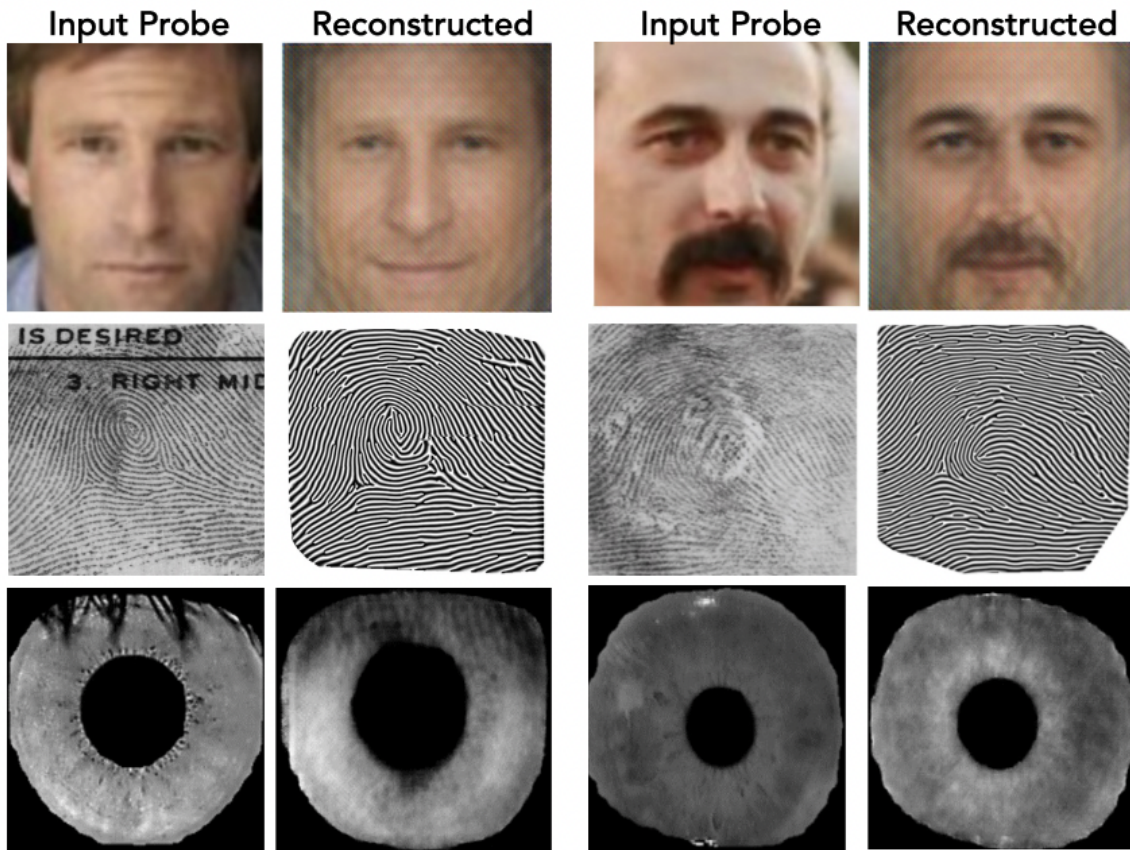 Input Probe Reconstructed Input Probe Reconstructed
IS DESIRED
3. RIGHT MID